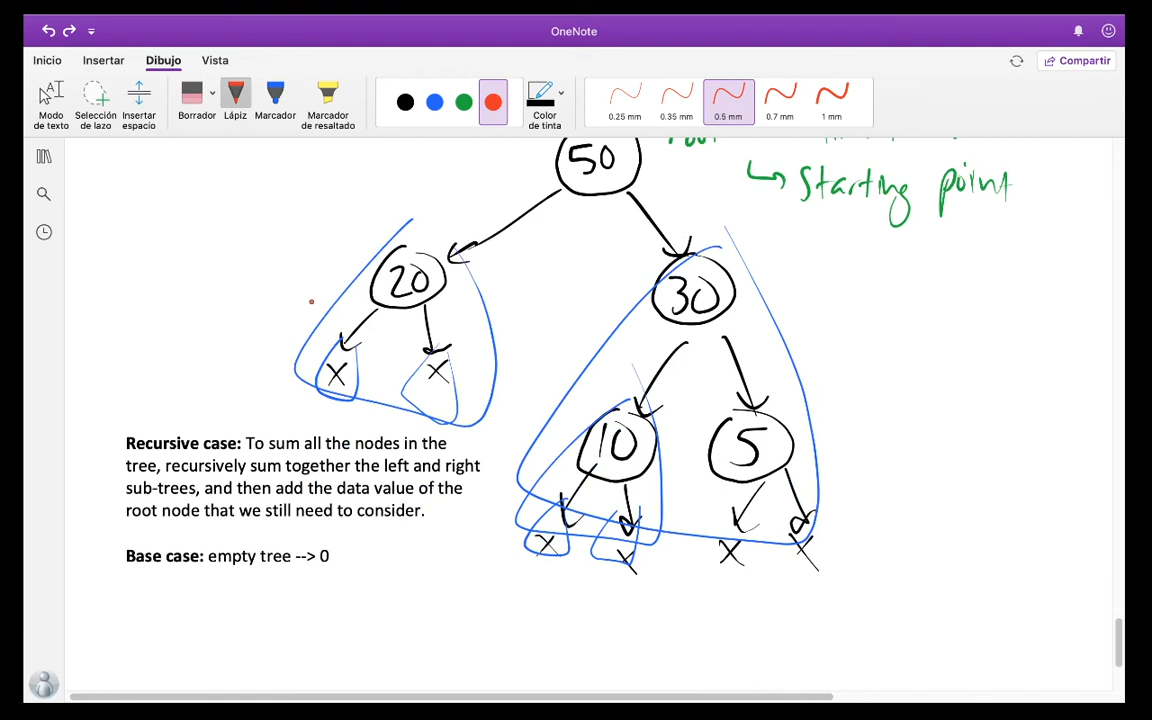 OneNote
Inicio
Insertar
Dibujo
Vista
Compartir
Modo
de texto
Selección
de lazo
Insertar
espacio
Borrador
Lápiz
Marcador
Marcador
de resaltado
Color
de tinta
0.25 mm
0.35 mm
0.5 mm
0.7 mm
1 mm
50
Starting point
20
30
X
X
10
5
Recursive case: To sum all the nodes in the
tree, recursively sum together the left and right
sub-trees, and then add the data value of the
root node that we still need to consider.
X
X
X
X
Base case: empty tree --> 0